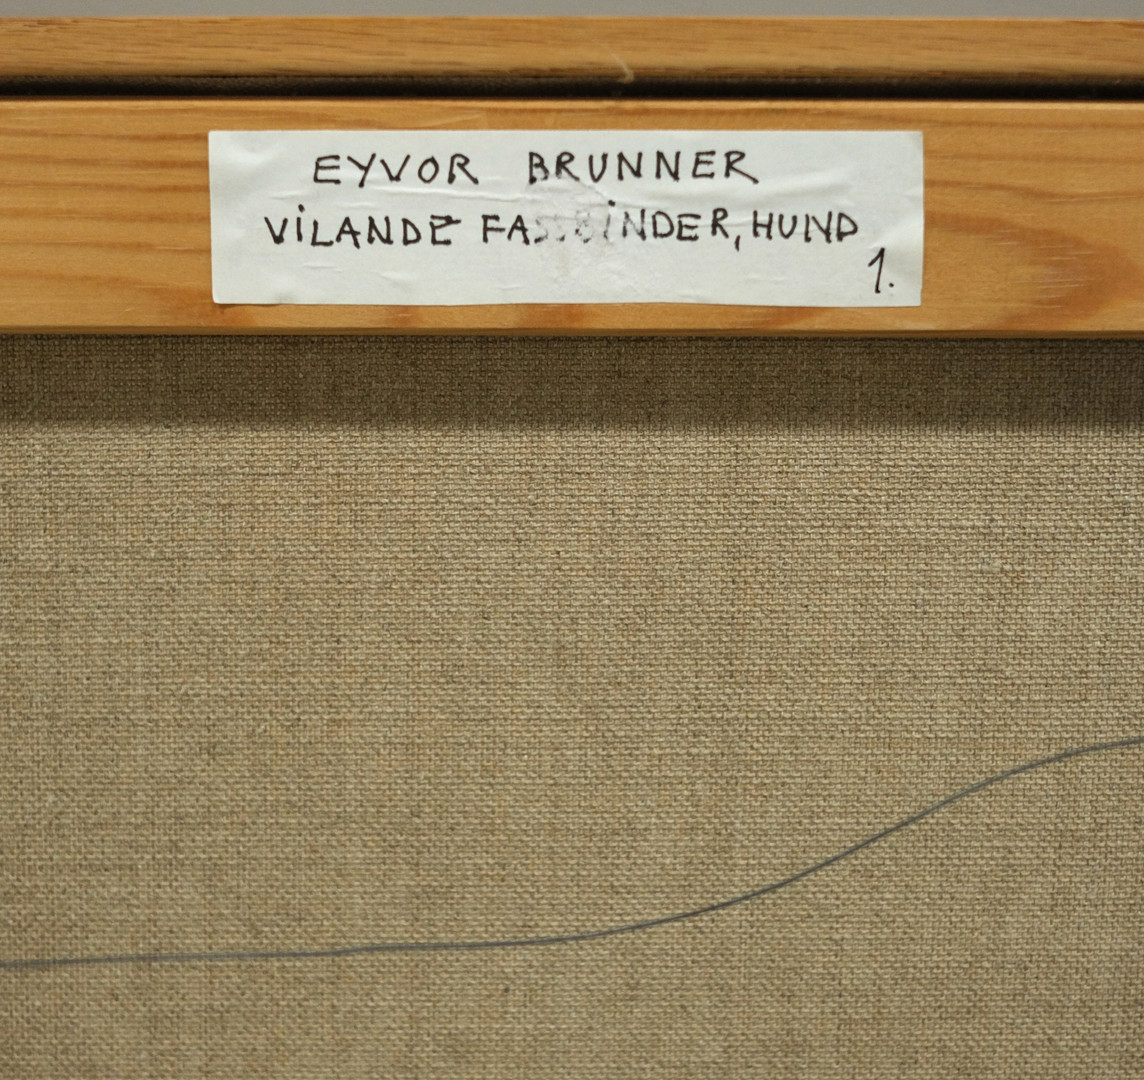 EYVOR BRUNNER
VILANDE FASSBINDER, HUND
1.